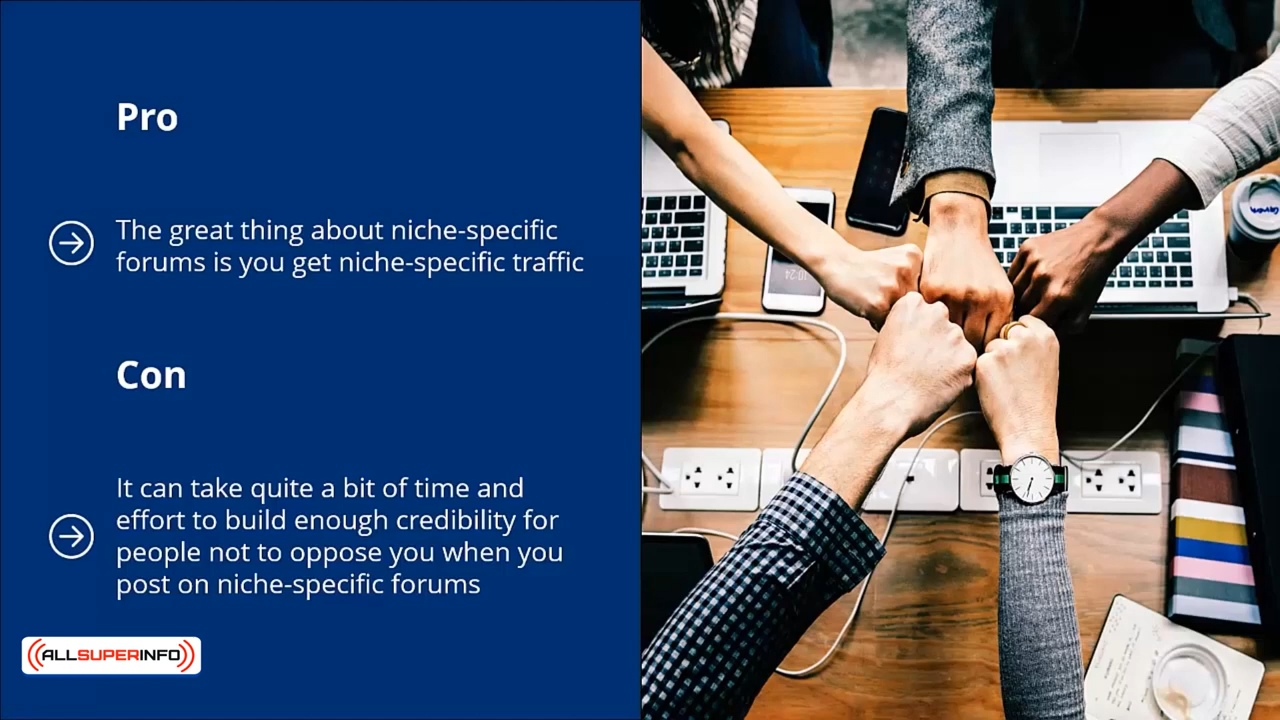 Pro
The great thing about niche-specific
forums is you get niche-specific traffic
Con
It can take quite a bit of time and
effort to build enough credibility for
people not to oppose you when you
post on niche-specific forums
ALLSUPERINFO
10:24